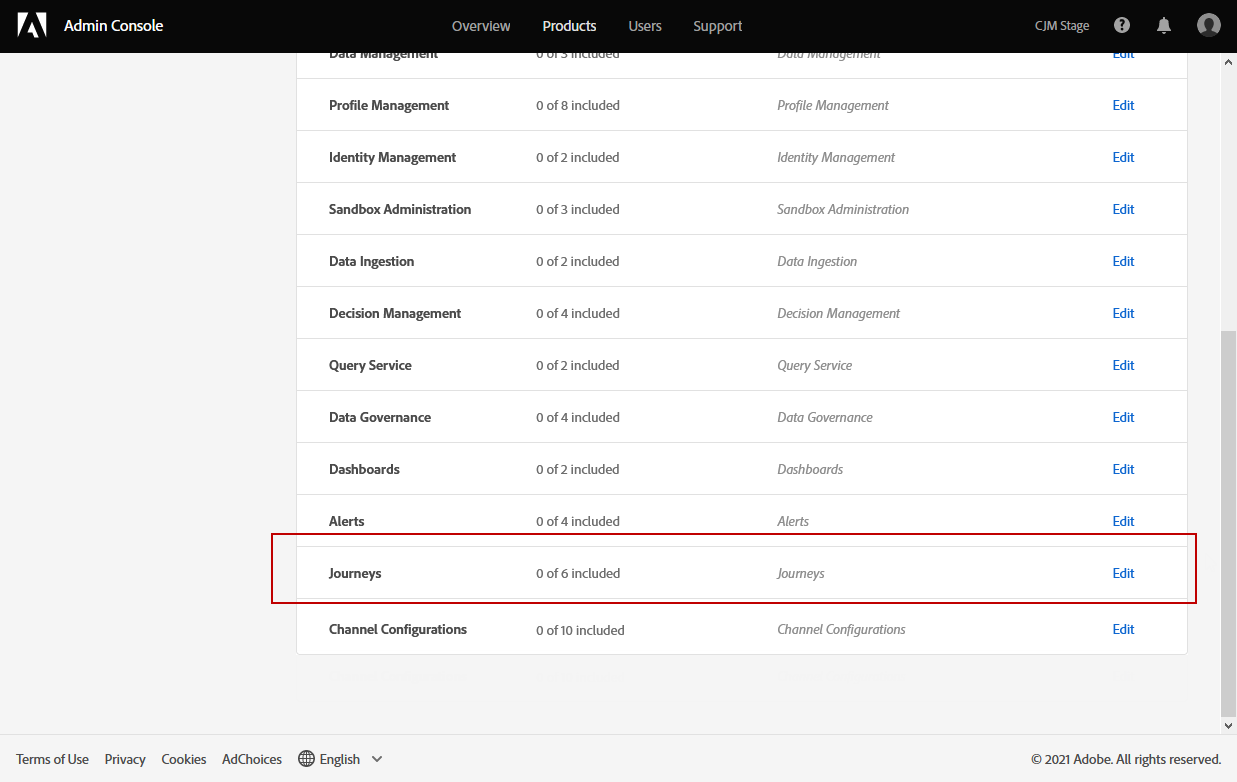 Admin Console Overview Products Users Support CJM Stage
Data Management 0 of 3 included Data Management Edit
Profile Management 0 of 8 included Profile Management Edit
Identity Management 0 of 2 included Identity Management Edit
Sandbox Administration 0 of 3 included Sandbox Administration Edit
Data Ingestion 0 of 2 included Data Ingestion Edit
Decision Management 0 of 4 included Decision Management Edit
Query Service 0 of 2 included Query Service Edit
Data Governance 0 of 4 included Data Governance Edit
Dashboards 0 of 2 included Dashboards Edit
Alerts 0 of 4 included Alerts Edit
Journeys 0 of 6 included Journeys Edit
Channel Configurations 0 of 10 included Channel Configurations Edit
Terms of Use Privacy Cookies AdChoices English © 2021 Adobe. All rights reserved.